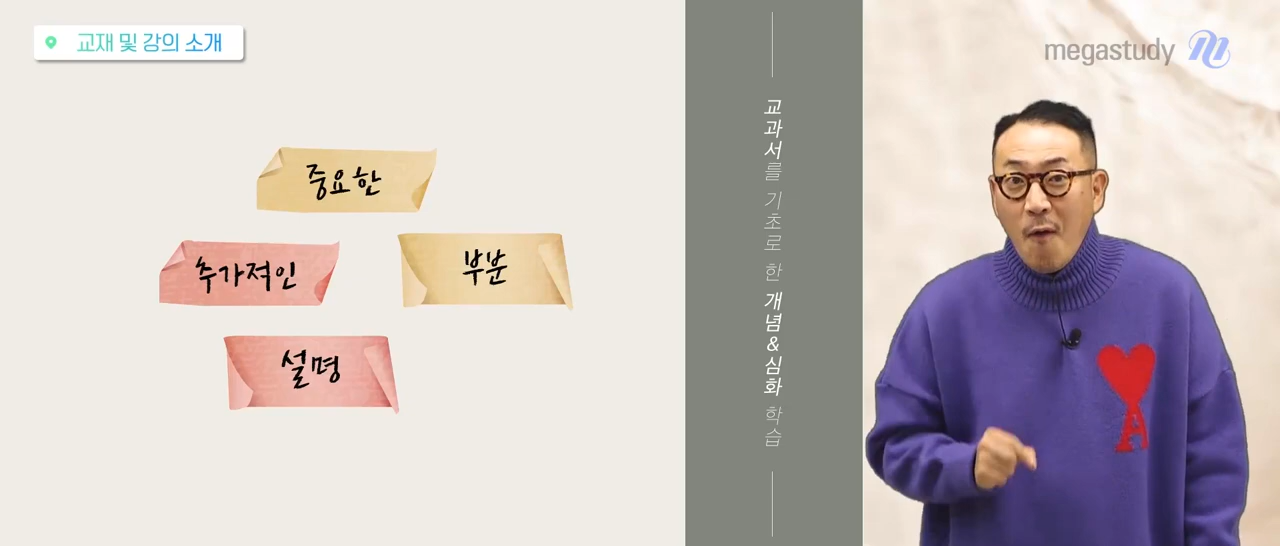 교재 및 강의 소개
중요한
추가적인
부분
설명
교과서를 기초로 한 개념&심화 학습
megastudy
A